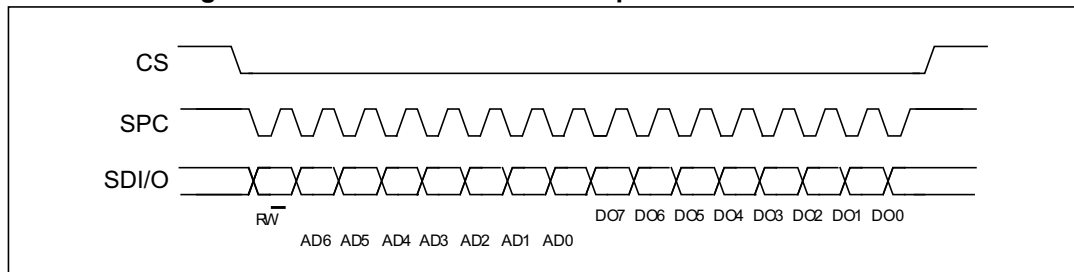 CS
SPC
SDI/O
RW
DO7 DO6 DO5 DO4 DO3 DO2 DO1 DO0
AD6 AD5 AD4 AD3 AD2 AD1 AD0